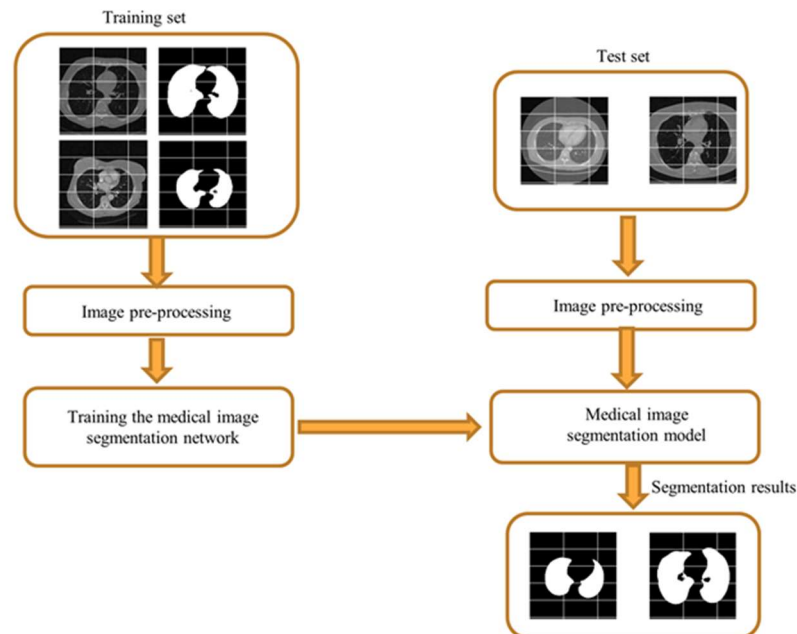 Training set
Test set
Image pre-processing
Image pre-processing
Training the medical image
segmentation network
Medical image
segmentation model
Segmentation results